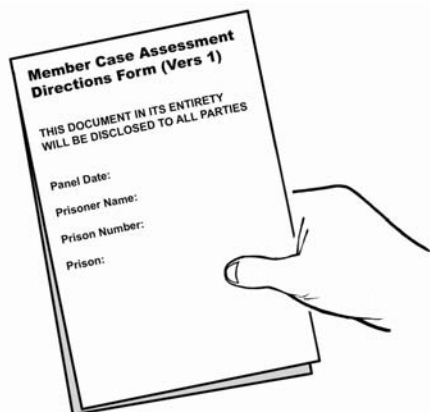 Member Case Assessment
Directions Form (Vers 1)
THIS DOCUMENT IN ITS ENTIRETY
WILL BE DISCLOSED TO ALL PARTIES
Panel Date:
Prisoner Name:
Prison Number:
Prison: